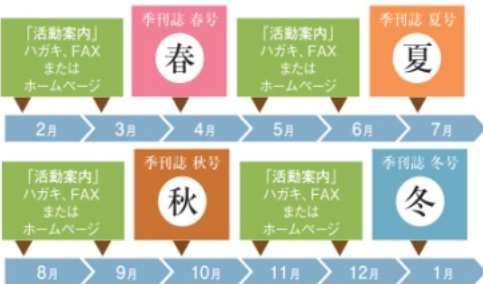 「活動案内」
ハガキ、FAX
または
ホームページ
季刊誌 春号
春
「活動案内」
ハガキ、FAX
または
ホームページ
季刊誌 夏号
夏
2月
3月
4月
5月
6月
7月
「活動案内」
ハガキ、FAX
または
ホームページ
季刊誌 秋号
秋
「活動案内」
ハガキ、FAX
または
ホームページ
季刊誌 冬号
冬
8月
9月
10月
11月
12月
1月